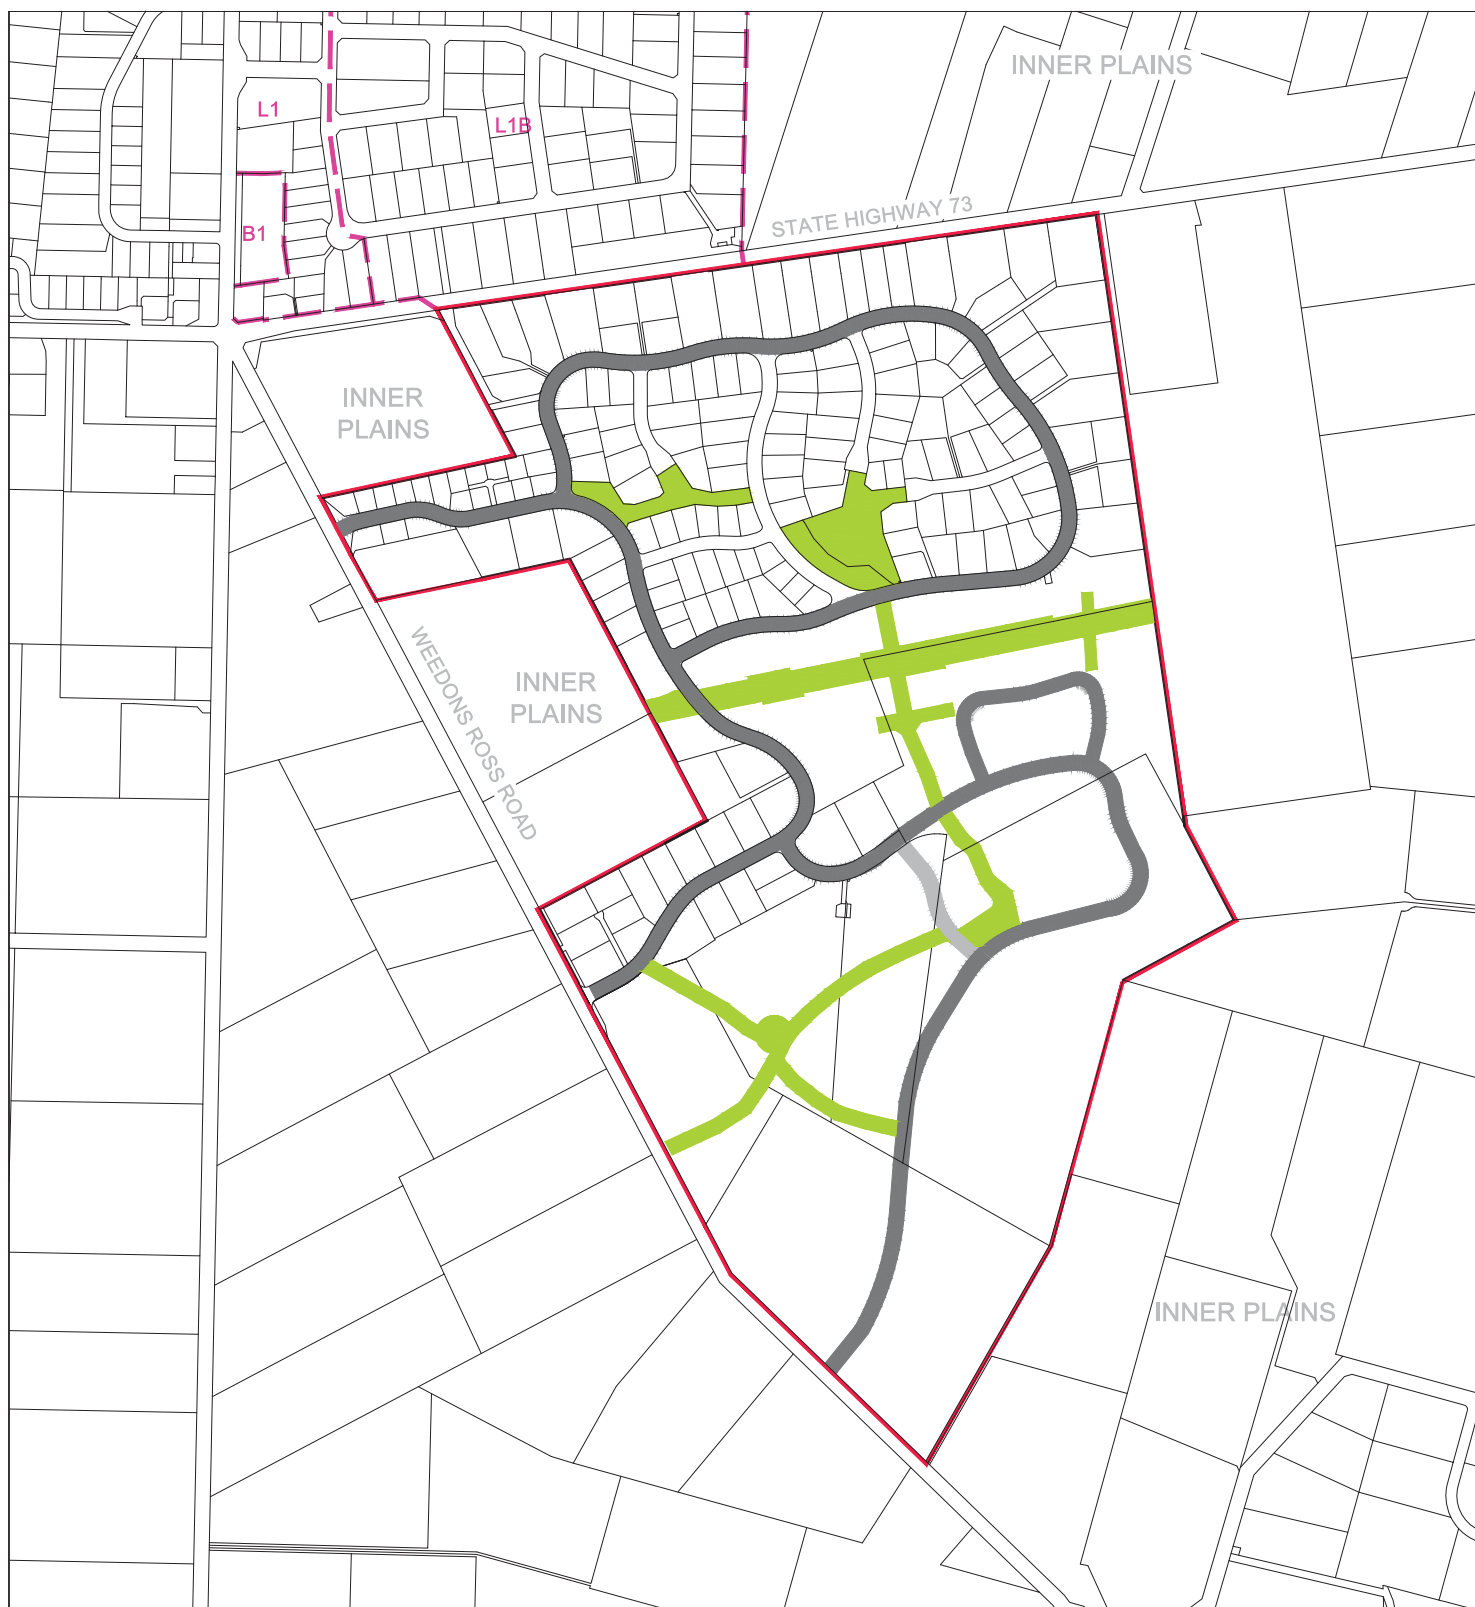 INNER PLAINS
L1
L1B
STATE HIGHWAY 73
B1
INNER
PLAINS
WEEDONS ROSS ROAD
INNER
PLAINS
INNER PLAINS